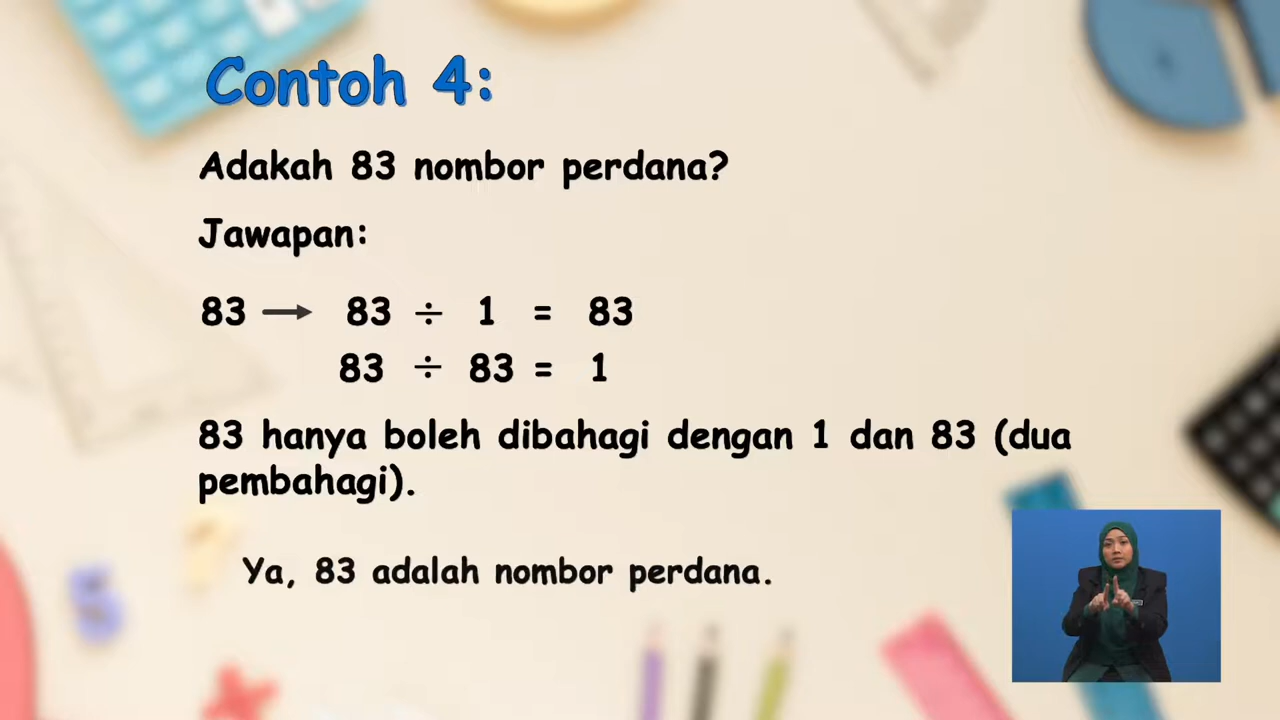 Contoh 4:
Adakah 83 nombor perdana?
Jawapan:
83 → 83 ÷ 1 = 83
83 ÷ 83 = 1
83 hanya boleh dibahagi dengan 1 dan 83 (dua
pembahagi).
Ya, 83 adalah nombor perdana.